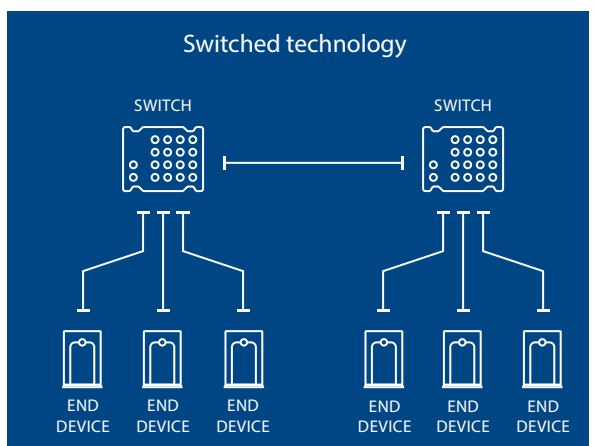 Switched technology
SWITCH
SWITCH
END
DEVICE
END
DEVICE
END
DEVICE
END
DEVICE
END
DEVICE
END
DEVICE